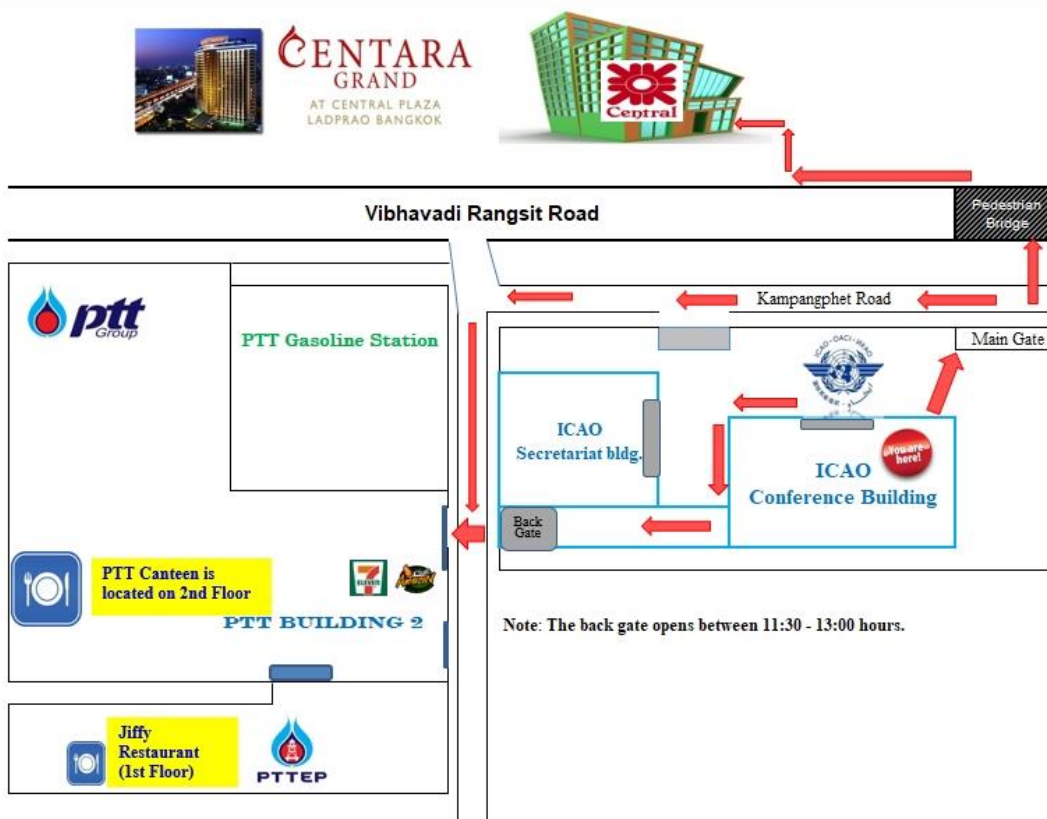 CENTARA
GRAND
AT CENTRAL PLAZA
LADPRAO BANGKOK
Central
Vibhavadi Rangsit Road
Pedestrian
Bridge
Kampangphet Road
ptt
Group
PTT Gasoline Station
Main Gate
ICAO
Secretariat bldg.
You are
here!
ICAO
Conference Building
Back
Gate
PTT Canteen is
located on 2nd Floor
7
ELEVEN
Amazon
PTT BUILDING 2
Note: The back gate opens between 11:30 - 13:00 hours.
Jiffy
Restaurant
(1st Floor)
PTTEP